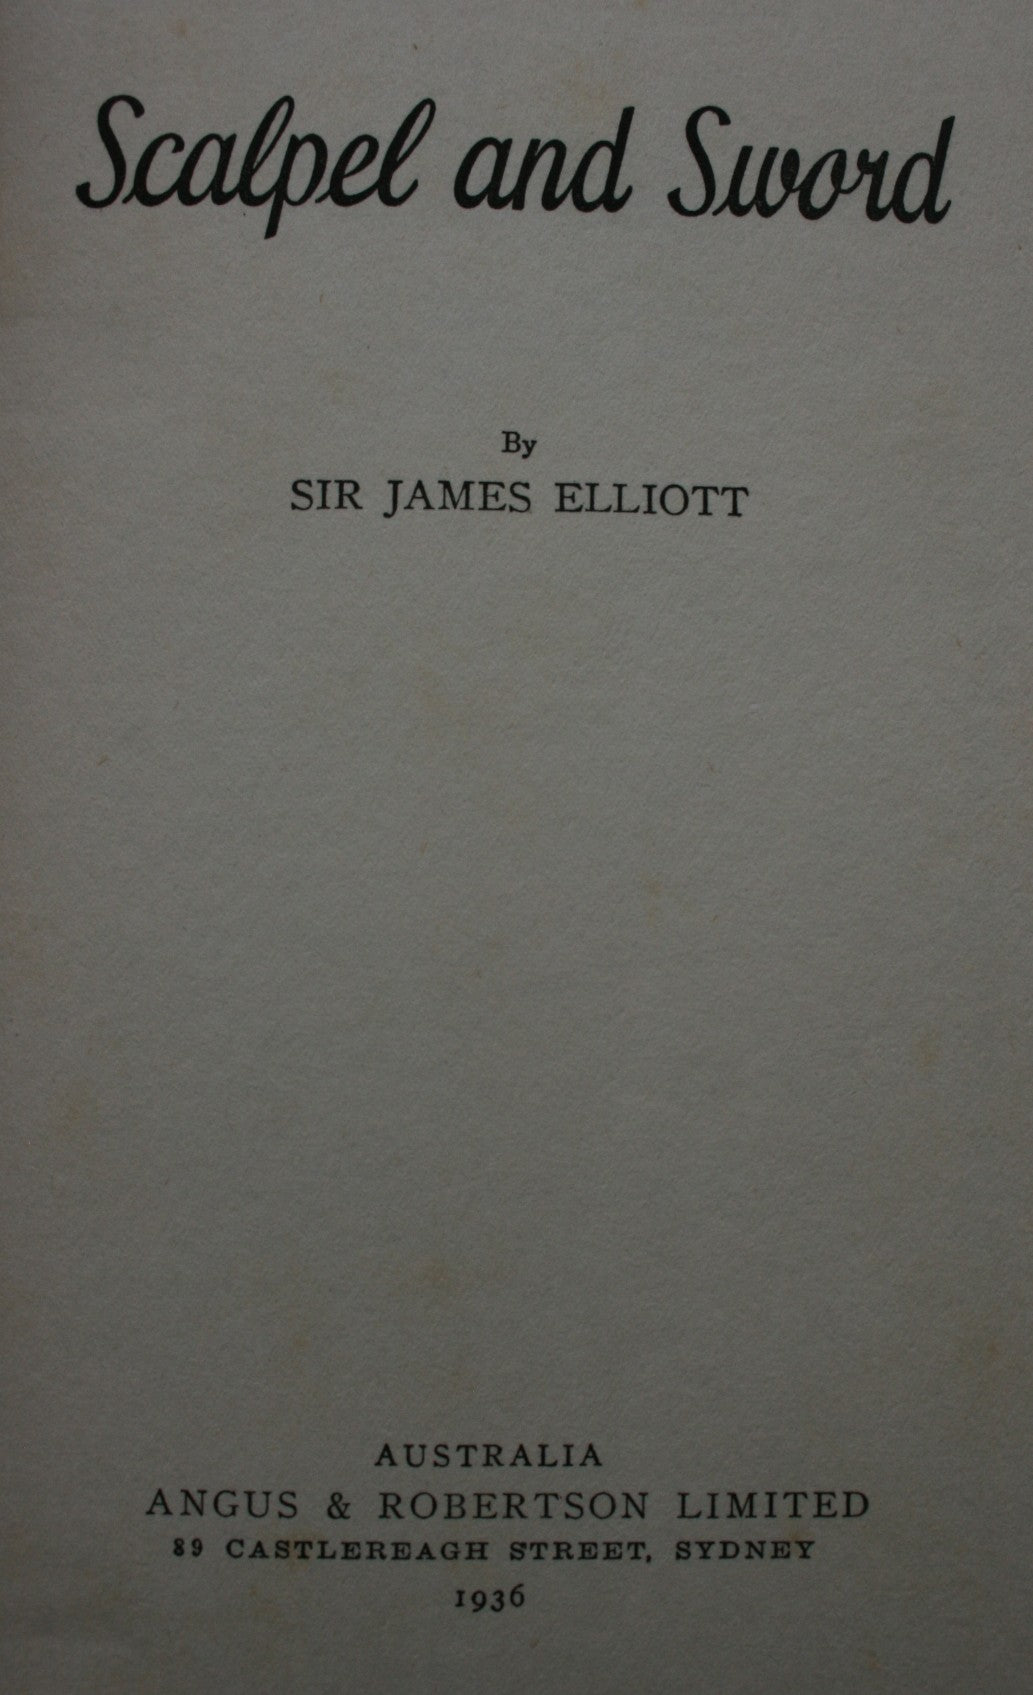 Scalpel and Sword
By
SIR JAMES ELLIOTT
AUSTRALIA
ANGUS & ROBERTSON LIMITED
89 CASTLEREAGH STREET, SYDNEY
1936